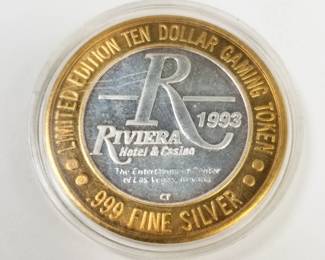 LIMITED EDITION TEN DOLLAR GAMING TOKEN
R
1993
RIVIERA
Hotel & Casino
The Entertainment Center
of Las Vegas, Nevada
CT
.999 FINE SILVER